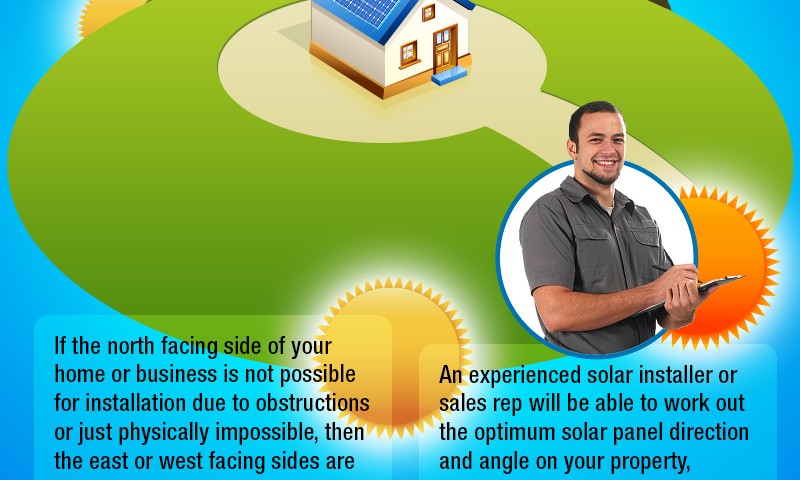 If the north facing side of your
home or business is not possible
for installation due to obstructions
or just physically impossible, then
the east or west facing sides are
An experienced solar installer or
sales rep will be able to work out
the optimum solar panel direction
and angle on your property,